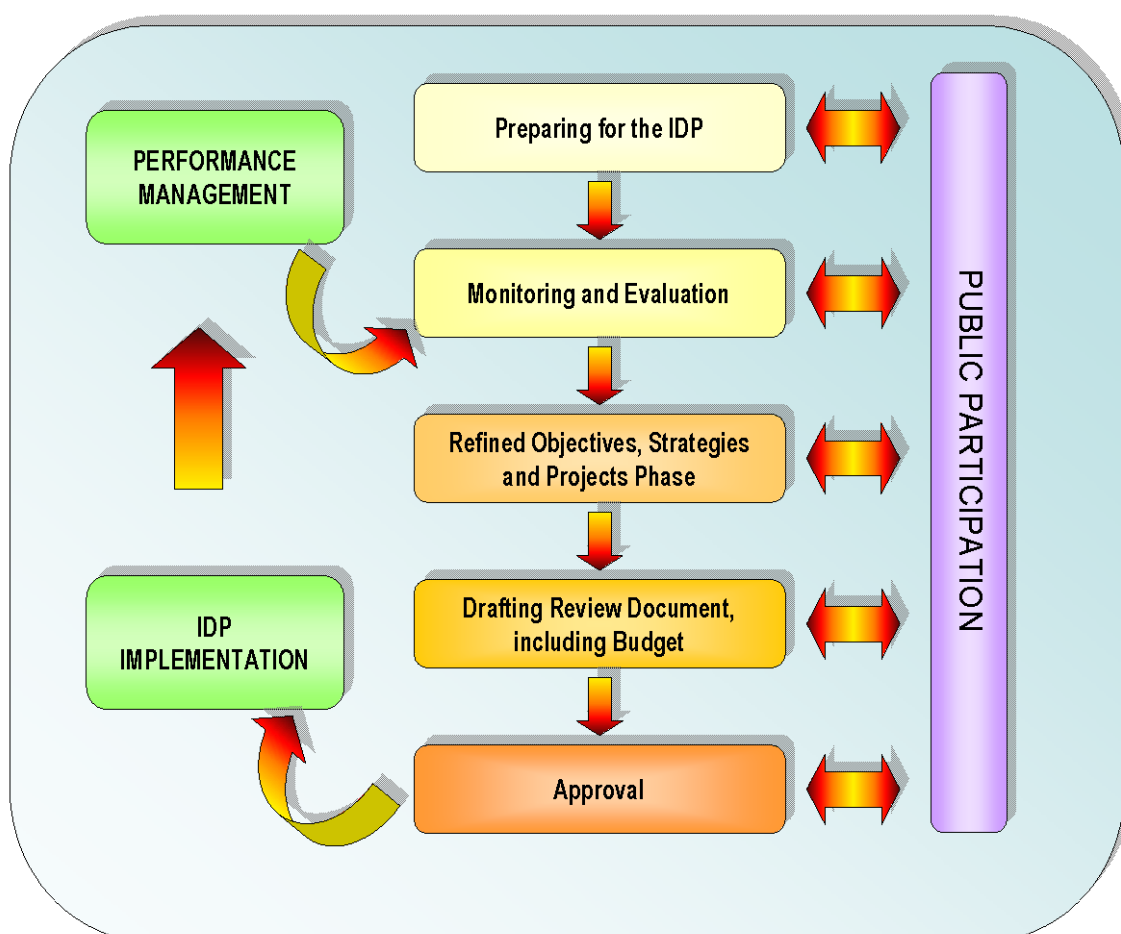 Preparing for the IDP
PERFORMANCE
MANAGEMENT
Monitoring and Evaluation
Refined Objectives, Strategies
and Projects Phase
Drafting Review Document,
including Budget
IDP
IMPLEMENTATION
Approval
PUBLIC PARTICIPATION